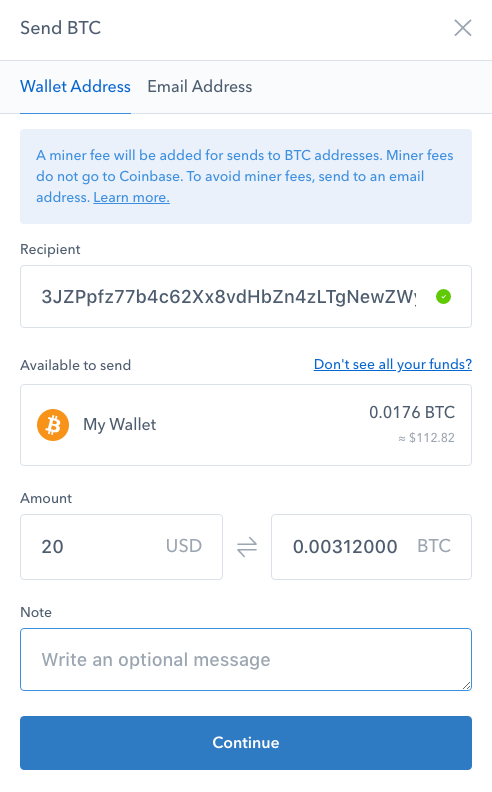 Send BTC
Wallet Address Email Address
A miner fee will be added for sends to BTC addresses. Miner fees
do not go to Coinbase. To avoid miner fees, send to an email
address. Learn more.
Recipient
3JZPpfz77b4c62Xx8vdHbZn4zLTgNewZWy
Available to send Don't see all your funds?
My Wallet 0.0176 BTC
≈ $112.82
Amount
20 USD 0.00312000 BTC
Note
Write an optional message
Continue